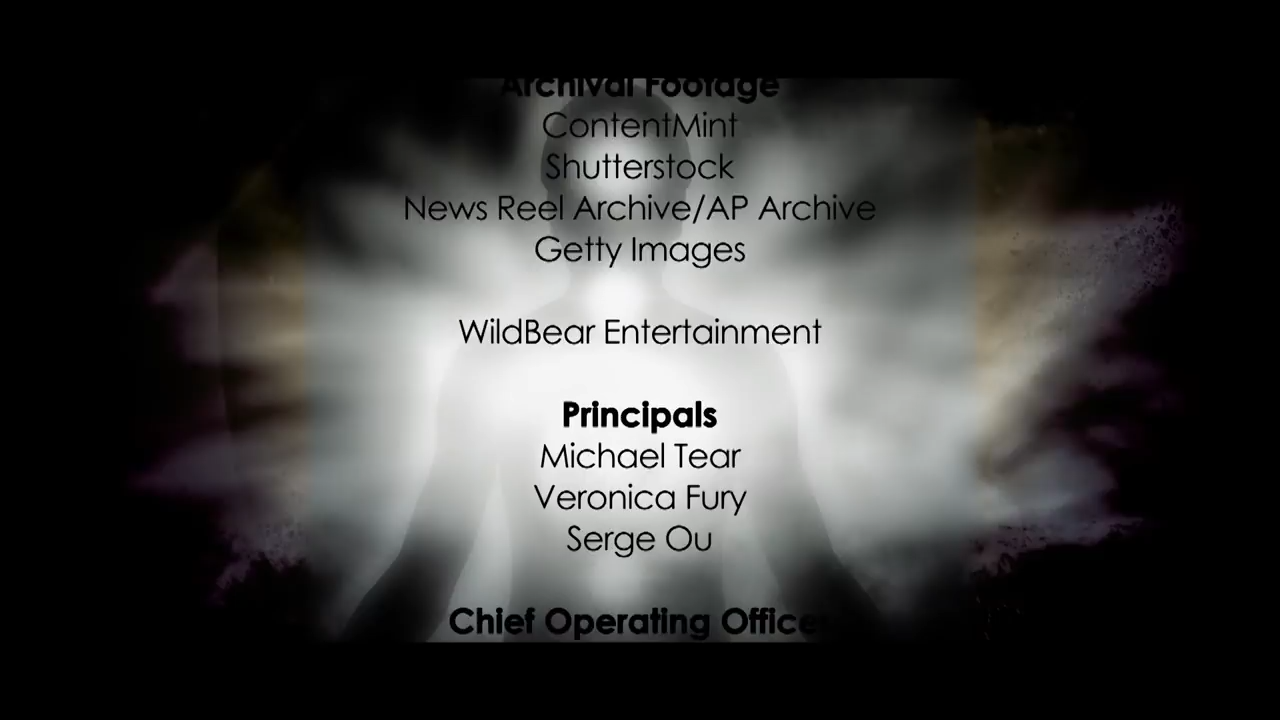 Archival Footage
ContentMint
Shutterstock
News Reel Archive/AP Archive
Getty Images
WildBear Entertainment
Principals
Michael Tear
Veronica Fury
Serge Ou
Chief Operating Officer